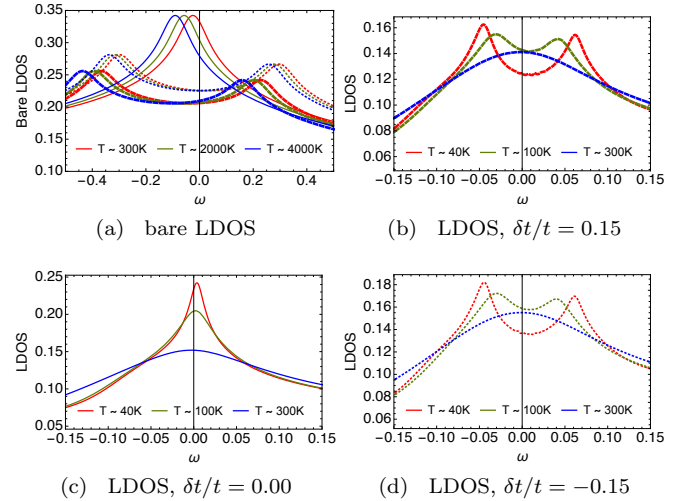 0.35
0.30
0.25
0.20
0.15
0.10
Bare LDOS
T ~ 300K T ~ 2000K T ~ 4000K
-0.4 -0.2 0.0 0.2 0.4
ω
(a) bare LDOS
0.16
0.14
0.12
0.10
0.08
0.06
LDOS
T ~ 40K T ~ 100K T ~ 300K
-0.15 -0.10 -0.05 0.00 0.05 0.10 0.15
ω
(b) LDOS, δt/t = 0.15
0.25
0.20
0.15
0.10
0.05
LDOS
T ~ 40K T ~ 100K T ~ 300K
-0.15 -0.10 -0.05 0.00 0.05 0.10 0.15
ω
(c) LDOS, δt/t = 0.00
0.18
0.16
0.14
0.12
0.10
0.08
0.06
LDOS
T ~ 40K T ~ 100K T ~ 300K
-0.15 -0.10 -0.05 0.00 0.05 0.10 0.15
ω
(d) LDOS, δt/t = −0.15